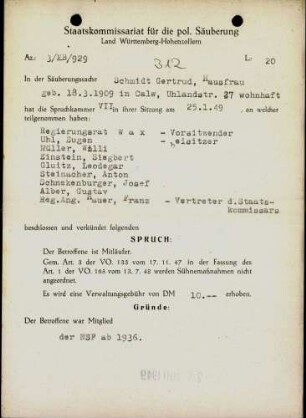 Staatskommissariat für die pol. Säuberung
Land Württemberg-Hohenzollern
Az: 3/KB/929
312
L 20
In der Säuberungssache Schmidt Gertrud, Hausfrau
geb. 18.3.1909 in Calw, Uhlandstr. 37 wohnhaft
hat die Spruchkammer VII in ihrer Sitzung am 25.1.49 , an welcher
teilgenommen haben:
Regierungsrat Wax - Vorsitzender
Uhl, Eugen - Beisitzer
Müller, Willi
Einstein, Siegbert
Gluitz, Leodegar
Steinacher, Anton
Schnekenburger, Josef
Alber, Gustav
Reg.Ang. Bauer, Franz - Vertreter d.Staats-
kommissars
beschlossen und verkündet folgenden
SPRUCH:
Der Betroffene ist Mitläufer.
Gem. Art. 3 der VO. 133 vom 17. 11. 47 in der Fassung des
Art. 1 der VO. 165 vom 13. 7. 48 werden Sühnemaßnahmen nicht
angeordnet.
Es wird eine Verwaltungsgebühr von DM 10.-- erhoben.
Gründe:
Der Betroffene war Mitglied
der NSF ab 1936.